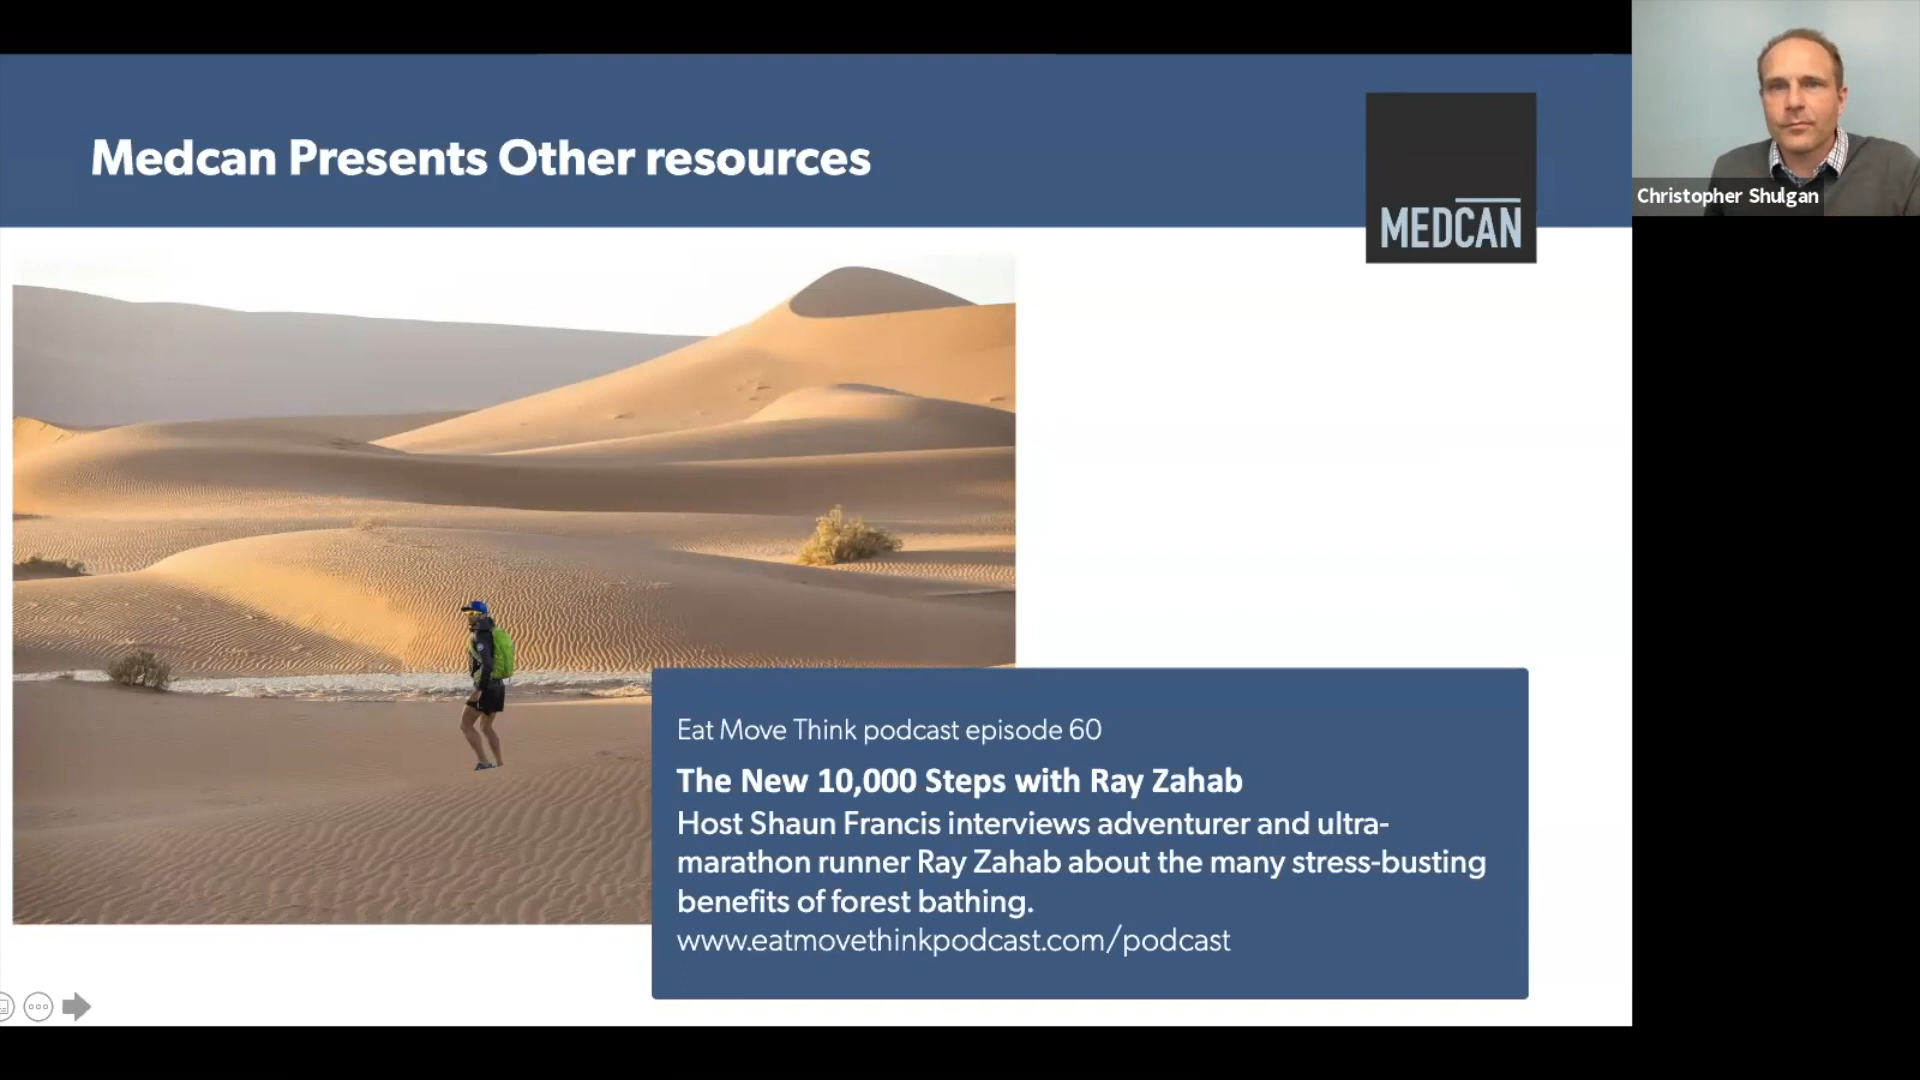 Medcan Presents Other resources
MEDCAN
Christopher Shulgan
Eat Move Think podcast episode 60
The New 10,000 Steps with Ray Zahab
Host Shaun Francis interviews adventurer and ultra-
marathon runner Ray Zahab about the many stress-busting
benefits of forest bathing.
www.eatmovethinkpodcast.com/podcast